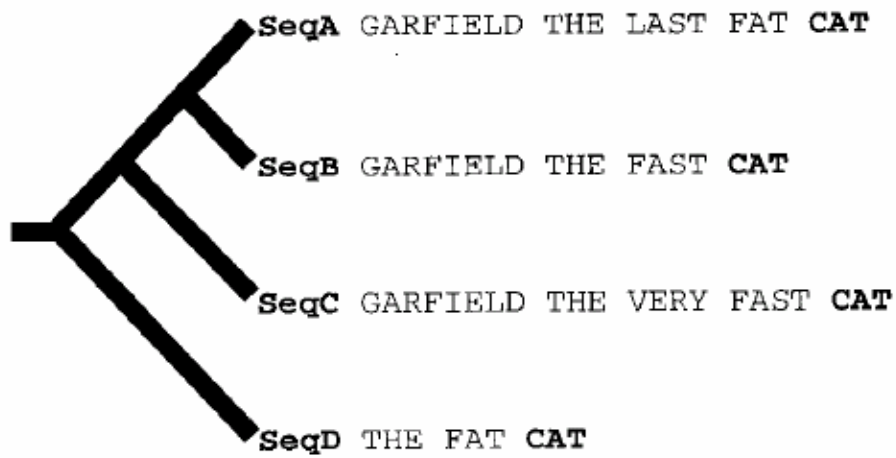 SeqA GARFIELD THE LAST FAT CAT
SeqB GARFIELD THE FAST CAT
SeqC GARFIELD THE VERY FAST CAT
SeqD THE FAT CAT